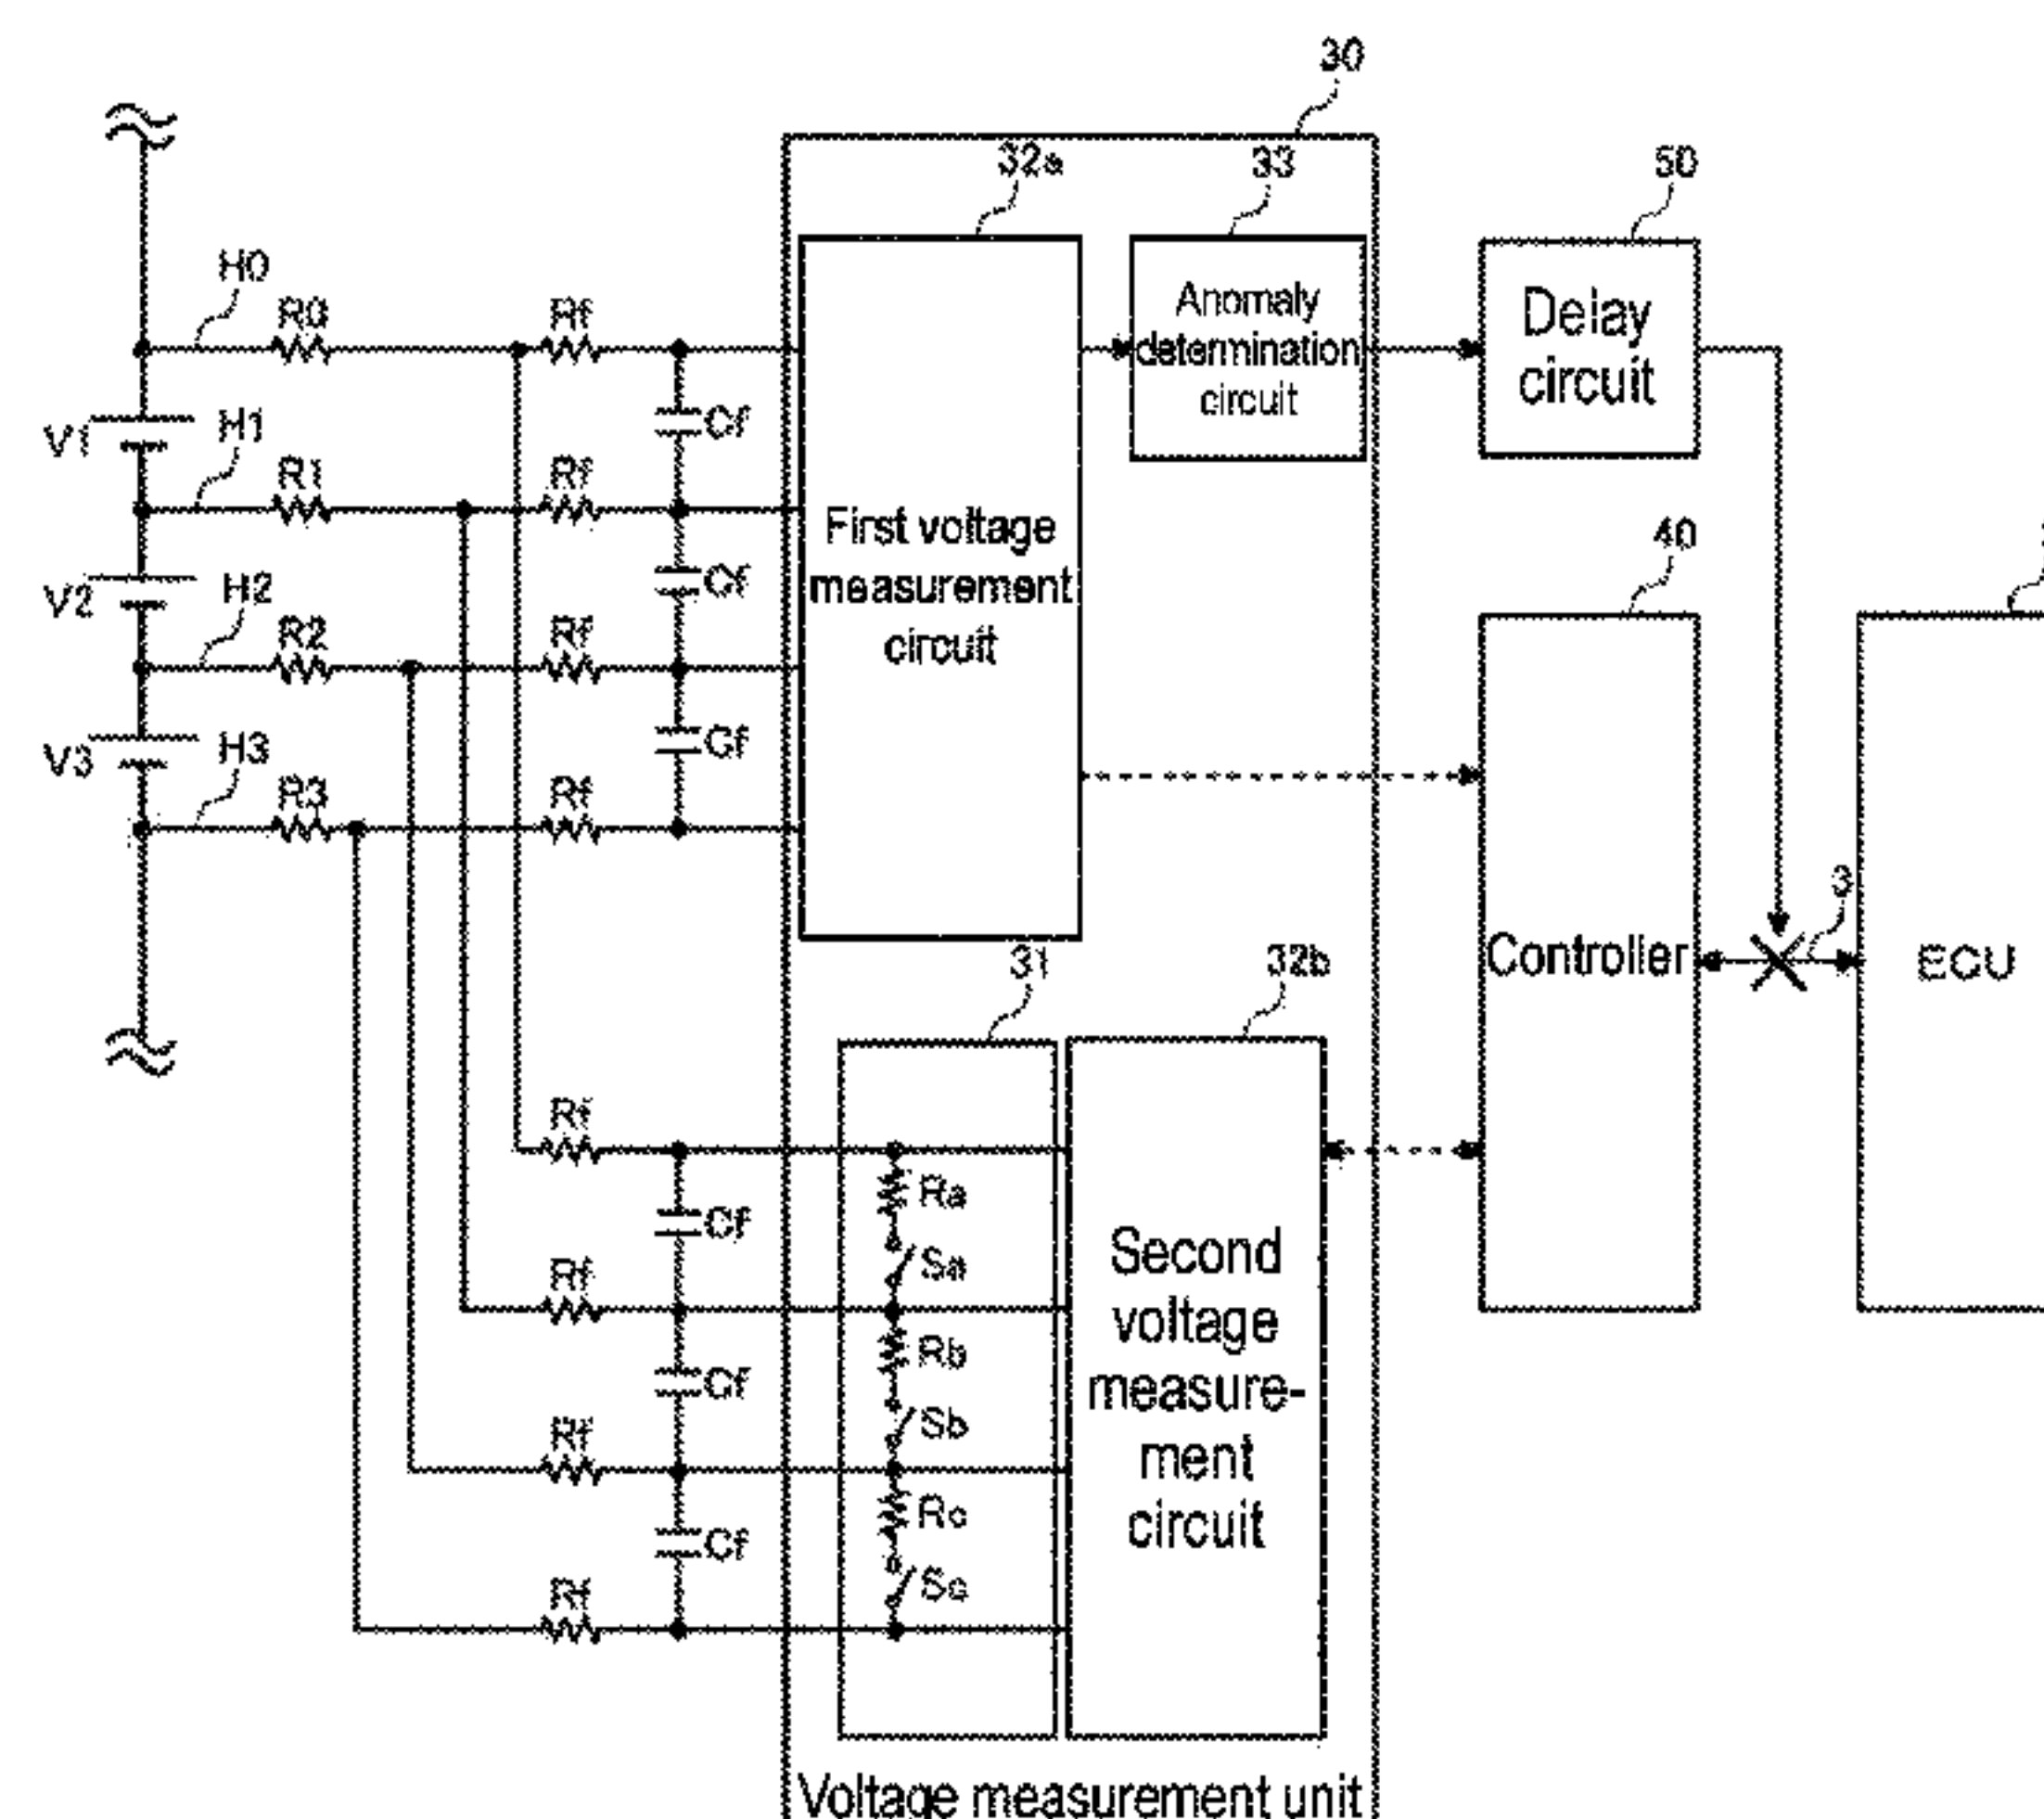 30
32a
33
50
H0
R0
Rf
Anomaly
determination
circuit
Delay
circuit
Cf
V1
H1
R1
Rf
First voltage
measurement
circuit
40
Cf
V2
H2
R2
Rf
Cf
V3
H3
R3
Rf
3
Controller
ECU
31
32b
Rf
Ra
Cf
Sa
Rf
Second
voltage
measure-
ment
circuit
Rb
Cf
Sb
Rf
Rc
Cf
Sc
Rf
Voltage measurement unit